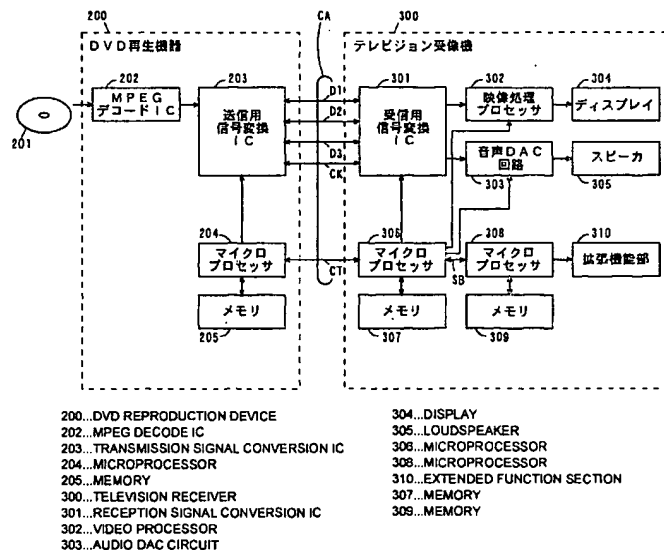 200
CA
300
DVD再生機器
テレビジョン受像機
202
203
301
302
304
MPEG
デコードIC
送信用
信号変換
IC
D1
D2
D3
CK
受信用
信号変換
IC
映像処理
プロセッサ
ディスプレイ
201
音声DAC
回路
スピーカ
303
305
204
306
308
310
マイクロ
プロセッサ
CT
マイクロ
プロセッサ
SB
マイクロ
プロセッサ
拡張機能部
メモリ
メモリ
メモリ
205
307
309
200...DVD REPRODUCTION DEVICE
202...MPEG DECODE IC
203...TRANSMISSION SIGNAL CONVERSION IC
204...MICROPROCESSOR
205...MEMORY
300...TELEVISION RECEIVER
301...RECEPTION SIGNAL CONVERSION IC
302...VIDEO PROCESSOR
303...AUDIO DAC CIRCUIT
304...DISPLAY
305...LOUDSPEAKER
306...MICROPROCESSOR
308...MICROPROCESSOR
310...EXTENDED FUNCTION SECTION
307...MEMORY
309...MEMORY